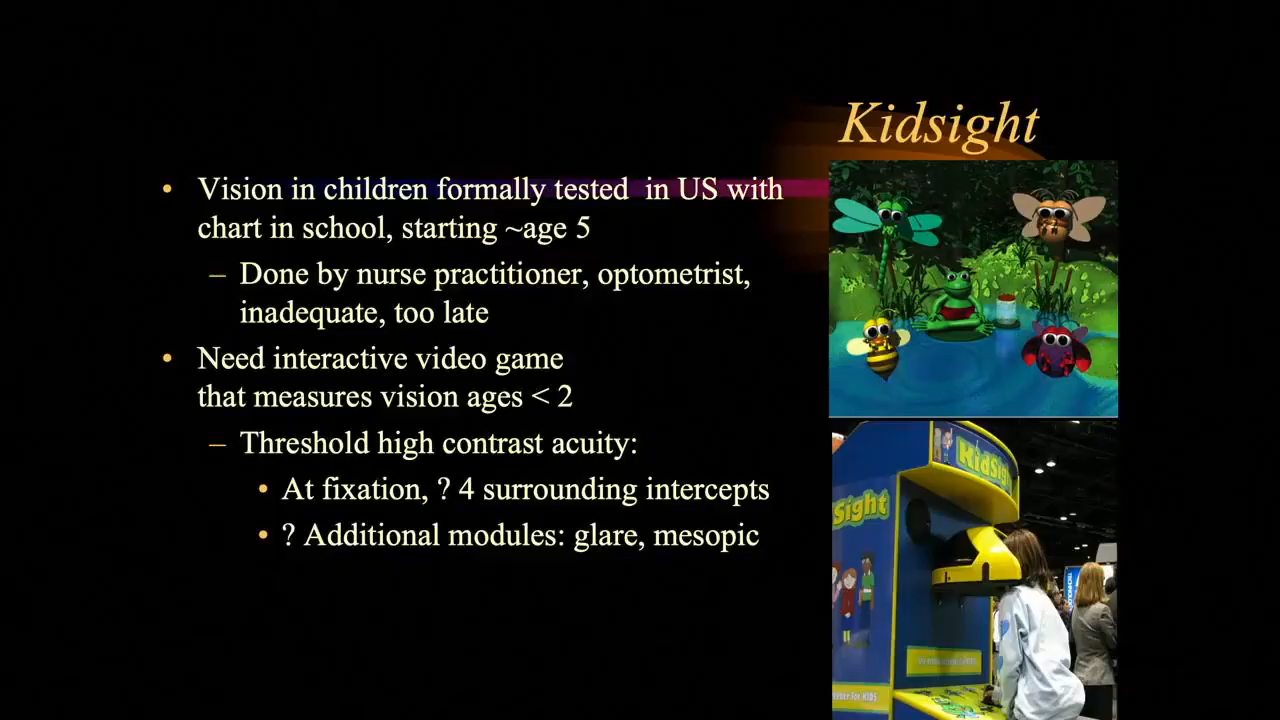 Kidsight
• Vision in children formally tested in US with
chart in school, starting ~age 5
– Done by nurse practitioner, optometrist,
inadequate, too late
• Need interactive video game
that measures vision ages < 2
– Threshold high contrast acuity:
• At fixation, ? 4 surrounding intercepts
• ? Additional modules: glare, mesopic
KidSig
Sight